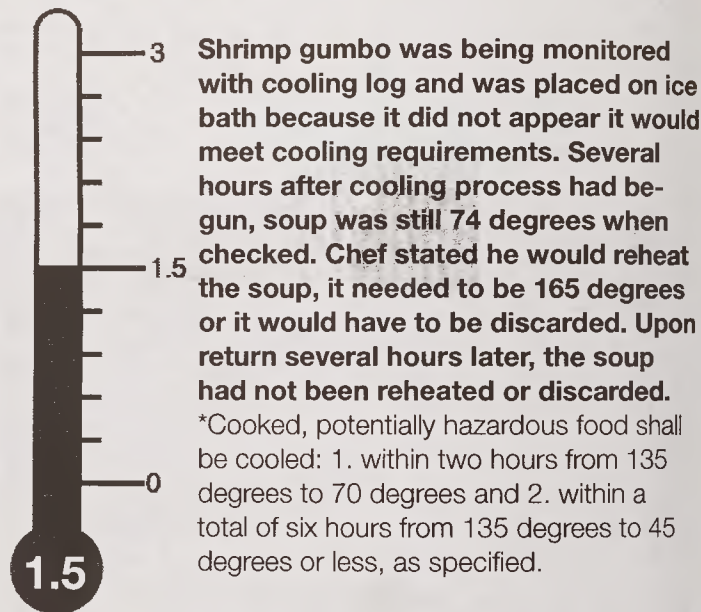 3
1.5
0
1.5
Shrimp gumbo was being monitored
with cooling log and was placed on ice
bath because it did not appear it would
meet cooling requirements. Several
hours after cooling process had be-
gun, soup was still 74 degrees when
checked. Chef stated he would reheat
the soup, it needed to be 165 degrees
or it would have to be discarded. Upon
return several hours later, the soup
had not been reheated or discarded.
*Cooked, potentially hazardous food shall
be cooled: 1. within two hours from 135
degrees to 70 degrees and 2. within a
total of six hours from 135 degrees to 45
degrees or less, as specified.